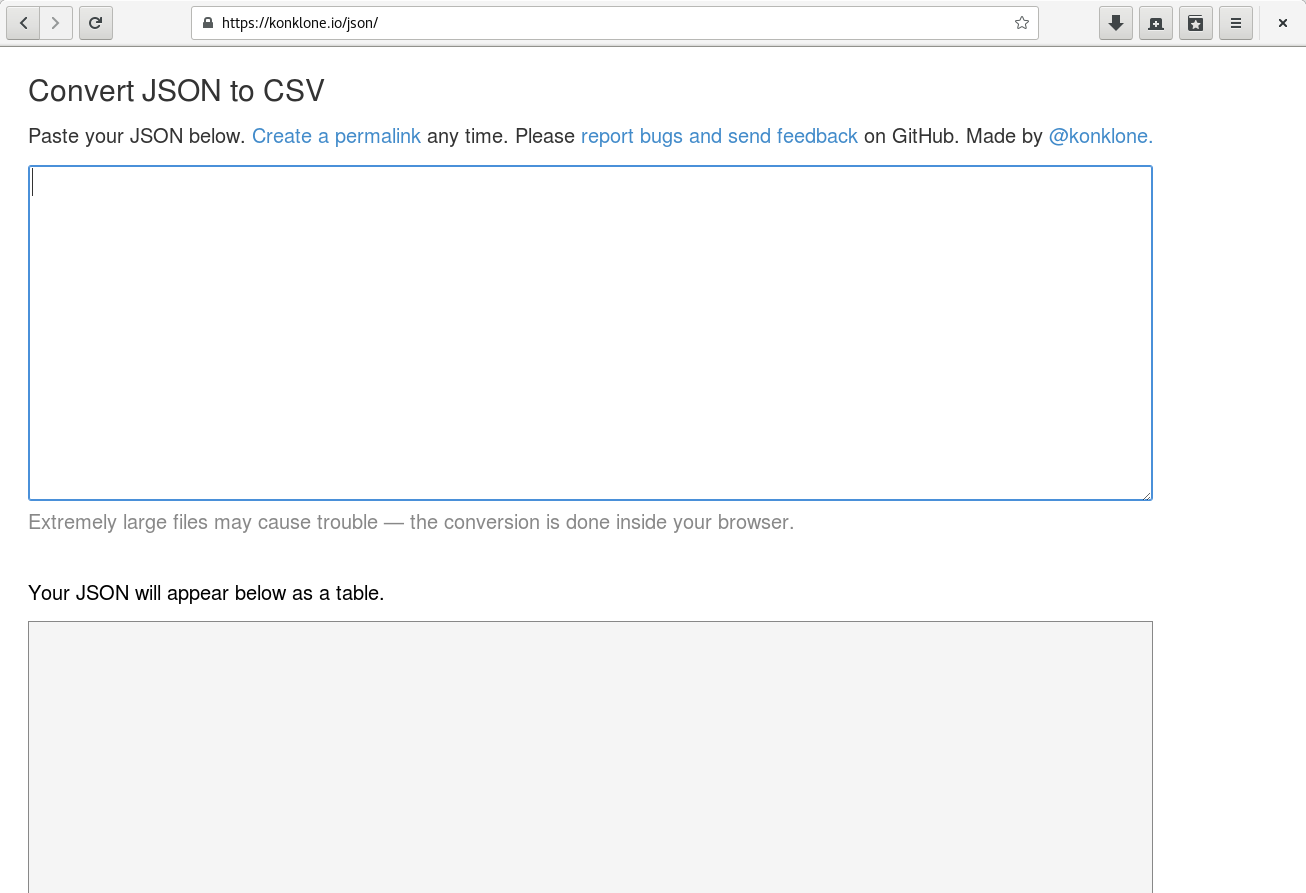 https://konklone.io/json/
Convert JSON to CSV
Paste your JSON below. Create a permalink any time. Please report bugs and send feedback on GitHub. Made by @konklone.
Extremely large files may cause trouble — the conversion is done inside your browser.
Your JSON will appear below as a table.